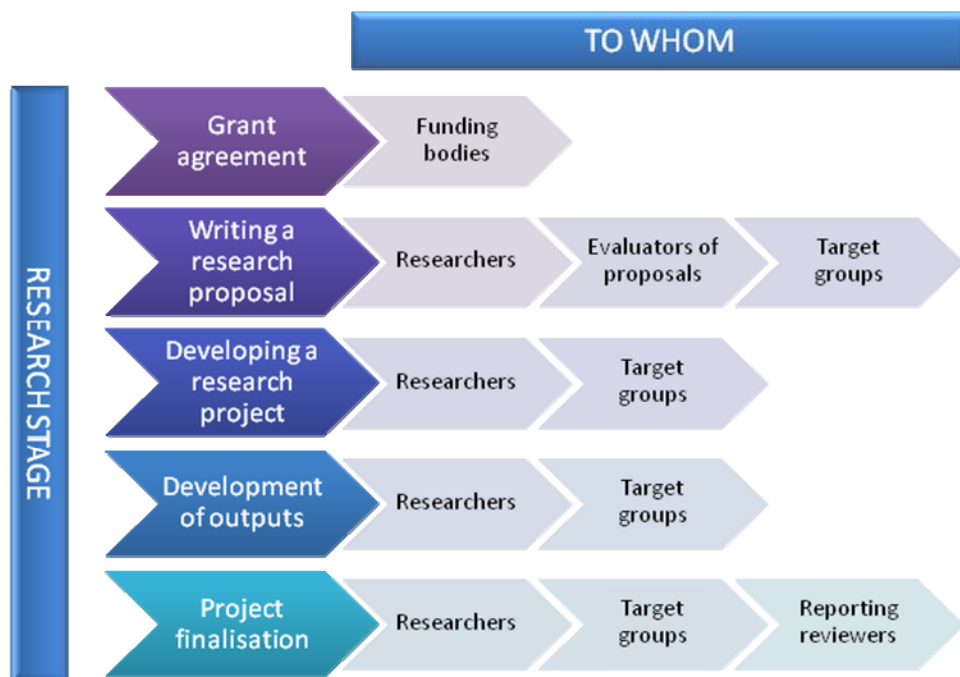 TO WHOM
RESEARCH STAGE
Grant
agreement
Funding
bodies
Writing a
research
proposal
Researchers
Evaluators of
proposals
Target
groups
Developing a
research
project
Researchers
Target
groups
Development
of outputs
Researchers
Target
groups
Project
finalisation
Researchers
Target
groups
Reporting
reviewers